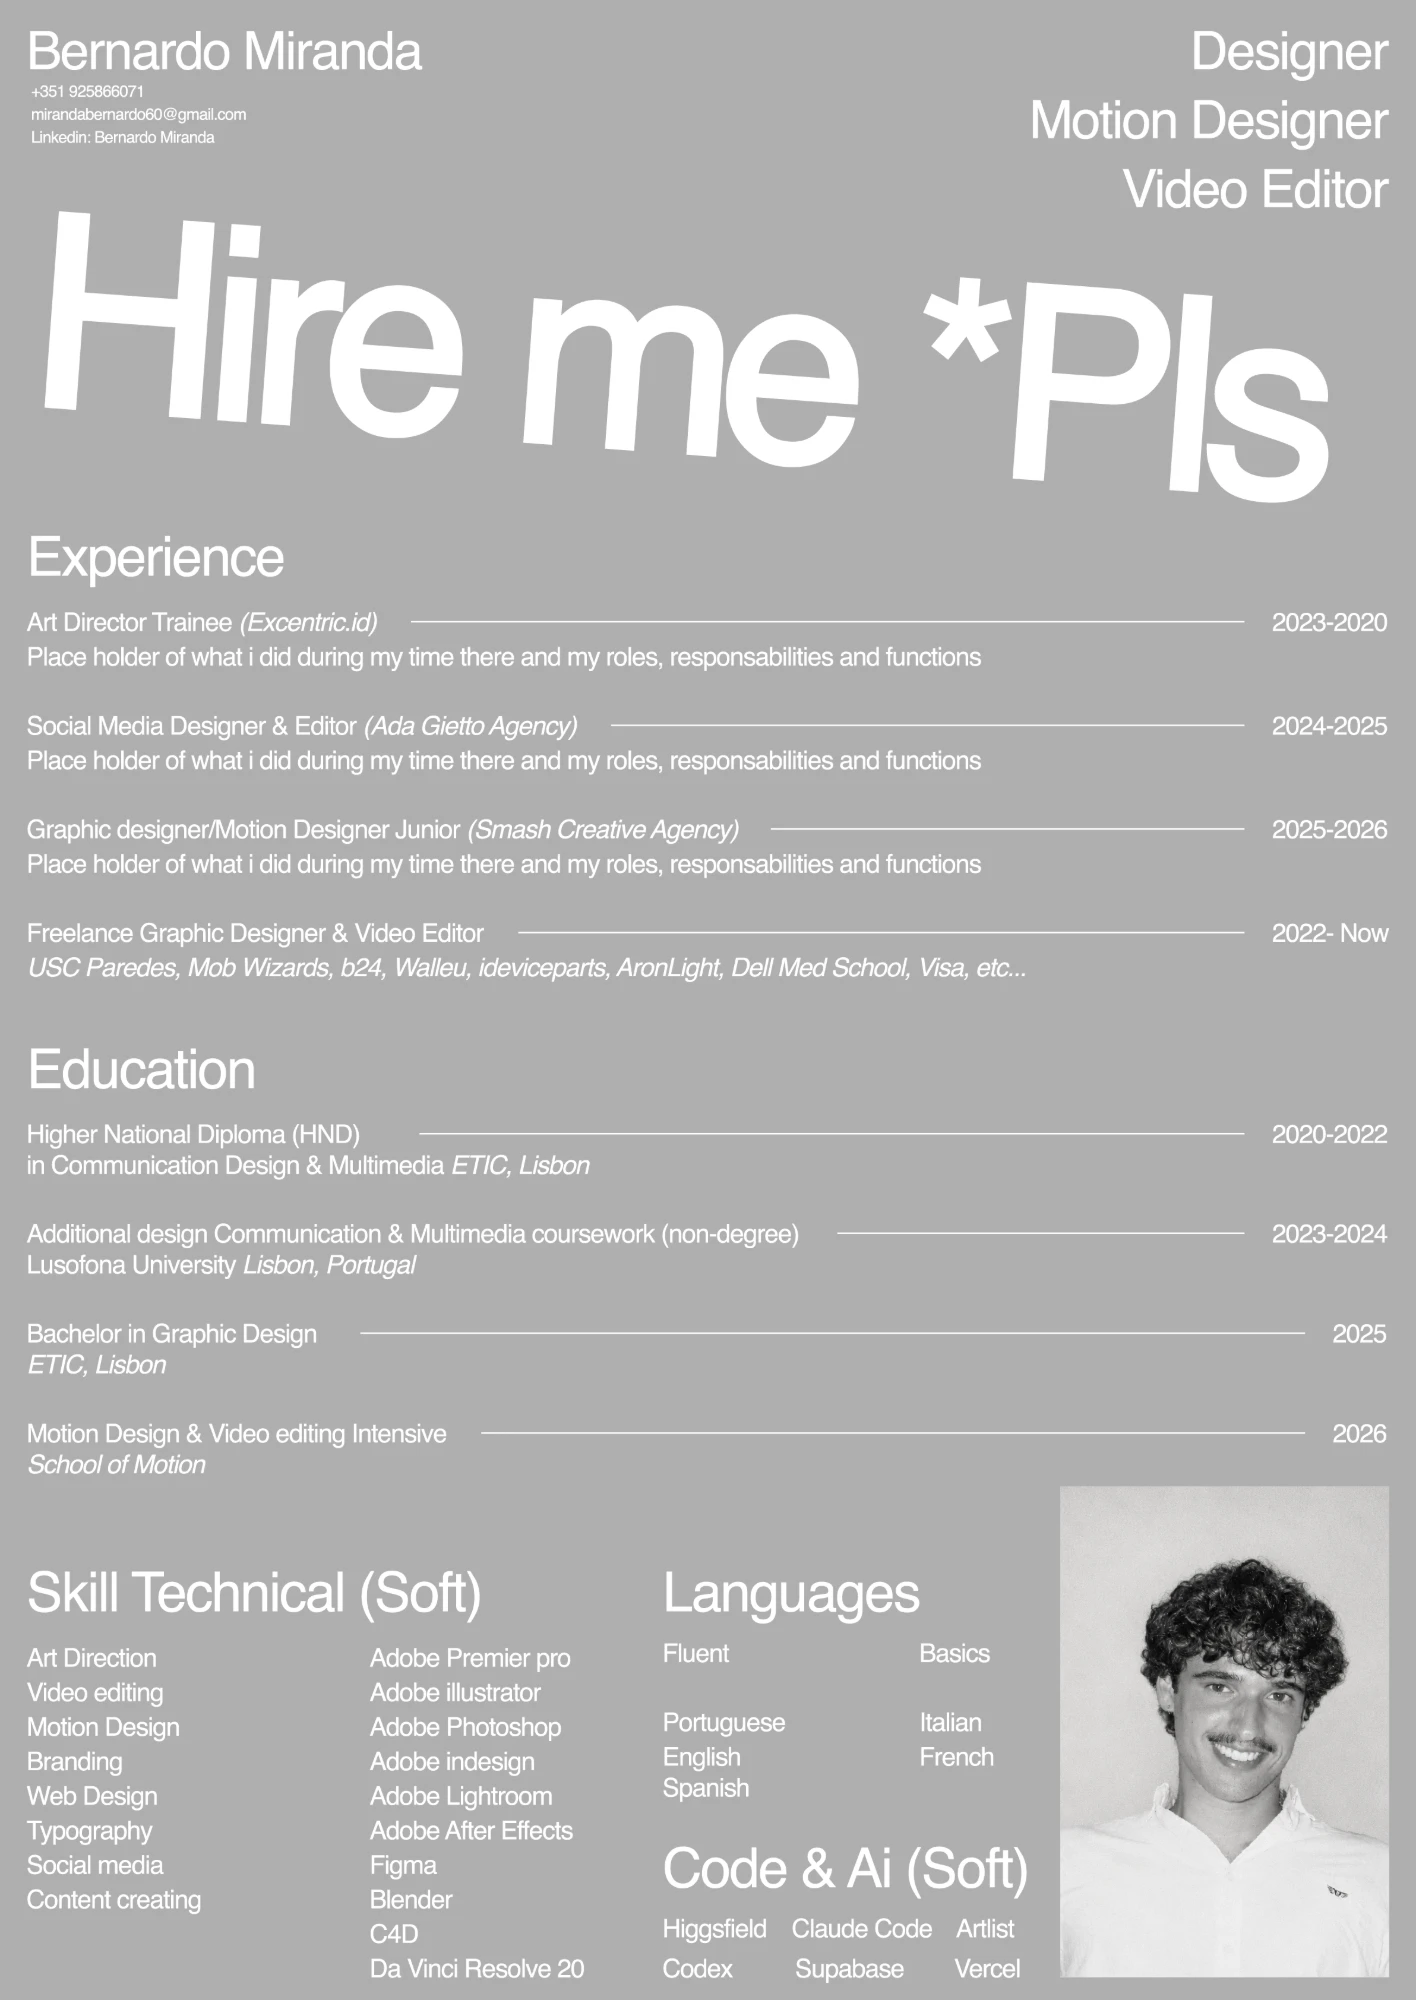 Bernardo Miranda
+351 925866071
mirandabernardo60@gmail.com
Linkedin: Bernardo Miranda
Designer
Motion Designer
Video Editor
Hire me *Pls
Experience
Art Director Trainee (Excentric.id) 2023-2020
Place holder of what i did during my time there and my roles, responsabilities and functions
Social Media Designer & Editor (Ada Gietto Agency) 2024-2025
Place holder of what i did during my time there and my roles, responsabilities and functions
Graphic designer/Motion Designer Junior (Smash Creative Agency) 2025-2026
Place holder of what i did during my time there and my roles, responsabilities and functions
Freelance Graphic Designer & Video Editor 2022- Now
USC Paredes, Mob Wizards, b24, Walleu, ideviceparts, AronLight, Dell Med School, Visa, etc...
Education
Higher National Diploma (HND) 2020-2022
in Communication Design & Multimedia ETIC, Lisbon
Additional design Communication & Multimedia coursework (non-degree) 2023-2024
Lusofona University Lisbon, Portugal
Bachelor in Graphic Design 2025
ETIC, Lisbon
Motion Design & Video editing Intensive 2026
School of Motion
Skill Technical (Soft)
Art Direction
Video editing
Motion Design
Branding
Web Design
Typography
Social media
Content creating
Adobe Premier pro
Adobe illustrator
Adobe Photoshop
Adobe indesign
Adobe Lightroom
Adobe After Effects
Figma
Blender
C4D
Da Vinci Resolve 20
Languages
Fluent
Portuguese
English
Spanish
Basics
Italian
French
Code & Ai (Soft)
Higgsfield Claude Code Artlist
Codex Supabase Vercel